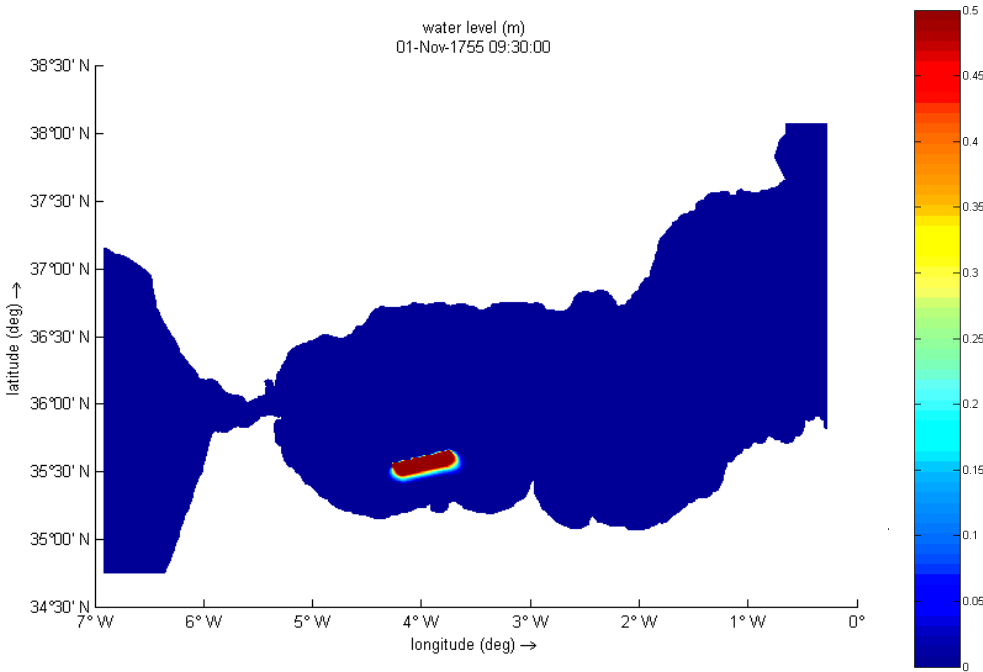 water level (m)
01-Nov-1755 09:30:00
38°30' N
38°00' N
37°30' N
37°00' N
36°30' N
36°00' N
35°30' N
35°00' N
34°30' N
latitude (deg) →
7° W 6° W 5° W 4° W 3° W 2° W 1° W 0°
longitude (deg) →
0.5
0.45
0.4
0.35
0.3
0.25
0.2
0.15
0.1
0.05
0